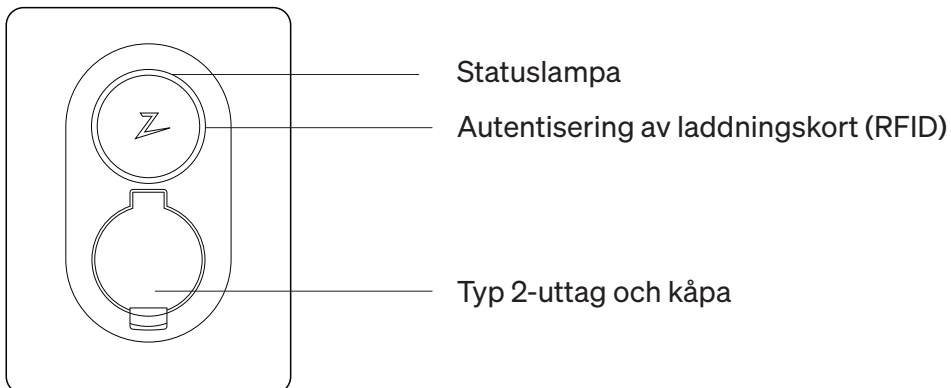 Statuslampa
Autentisering av laddningskort (RFID)
Typ 2-uttag och kåpa